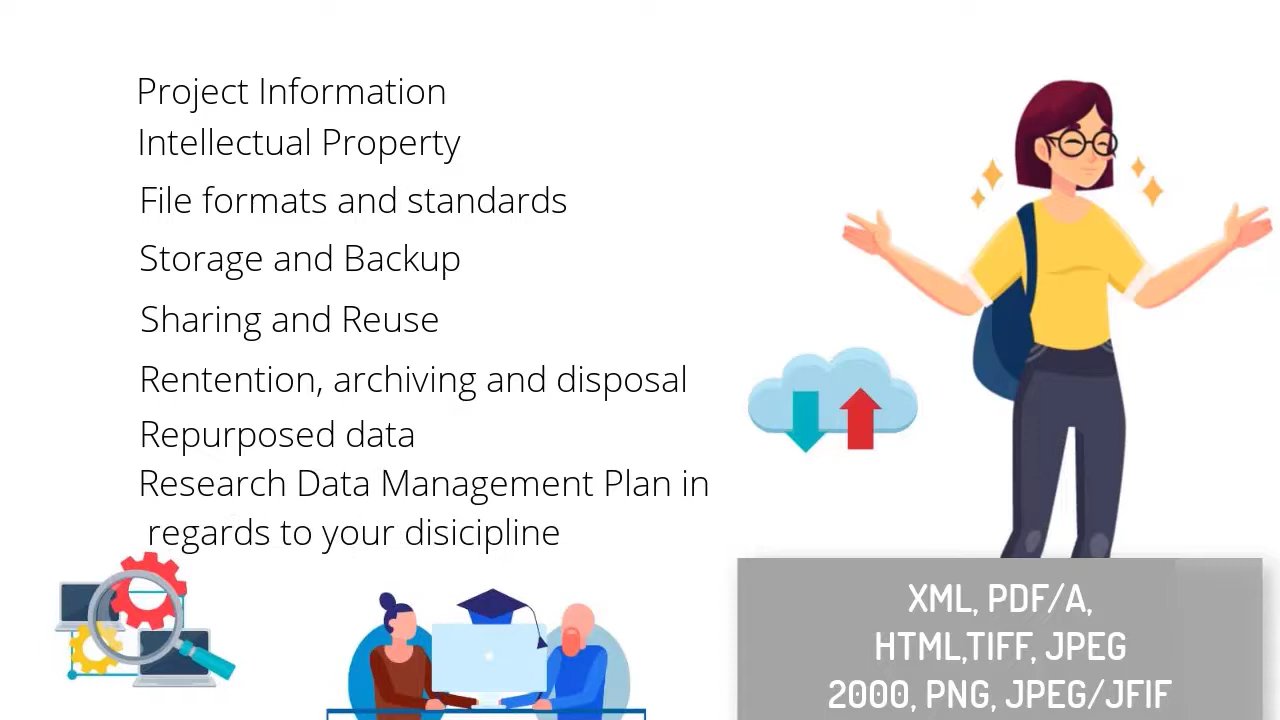 Project Information
Intellectual Property
File formats and standards
Storage and Backup
Sharing and Reuse
Rentention, archiving and disposal
Repurposed data
Research Data Management Plan in
regards to your disicipline
XML, PDF/A,
HTML,TIFF, JPEG
2000, PNG, JPEG/JFIF